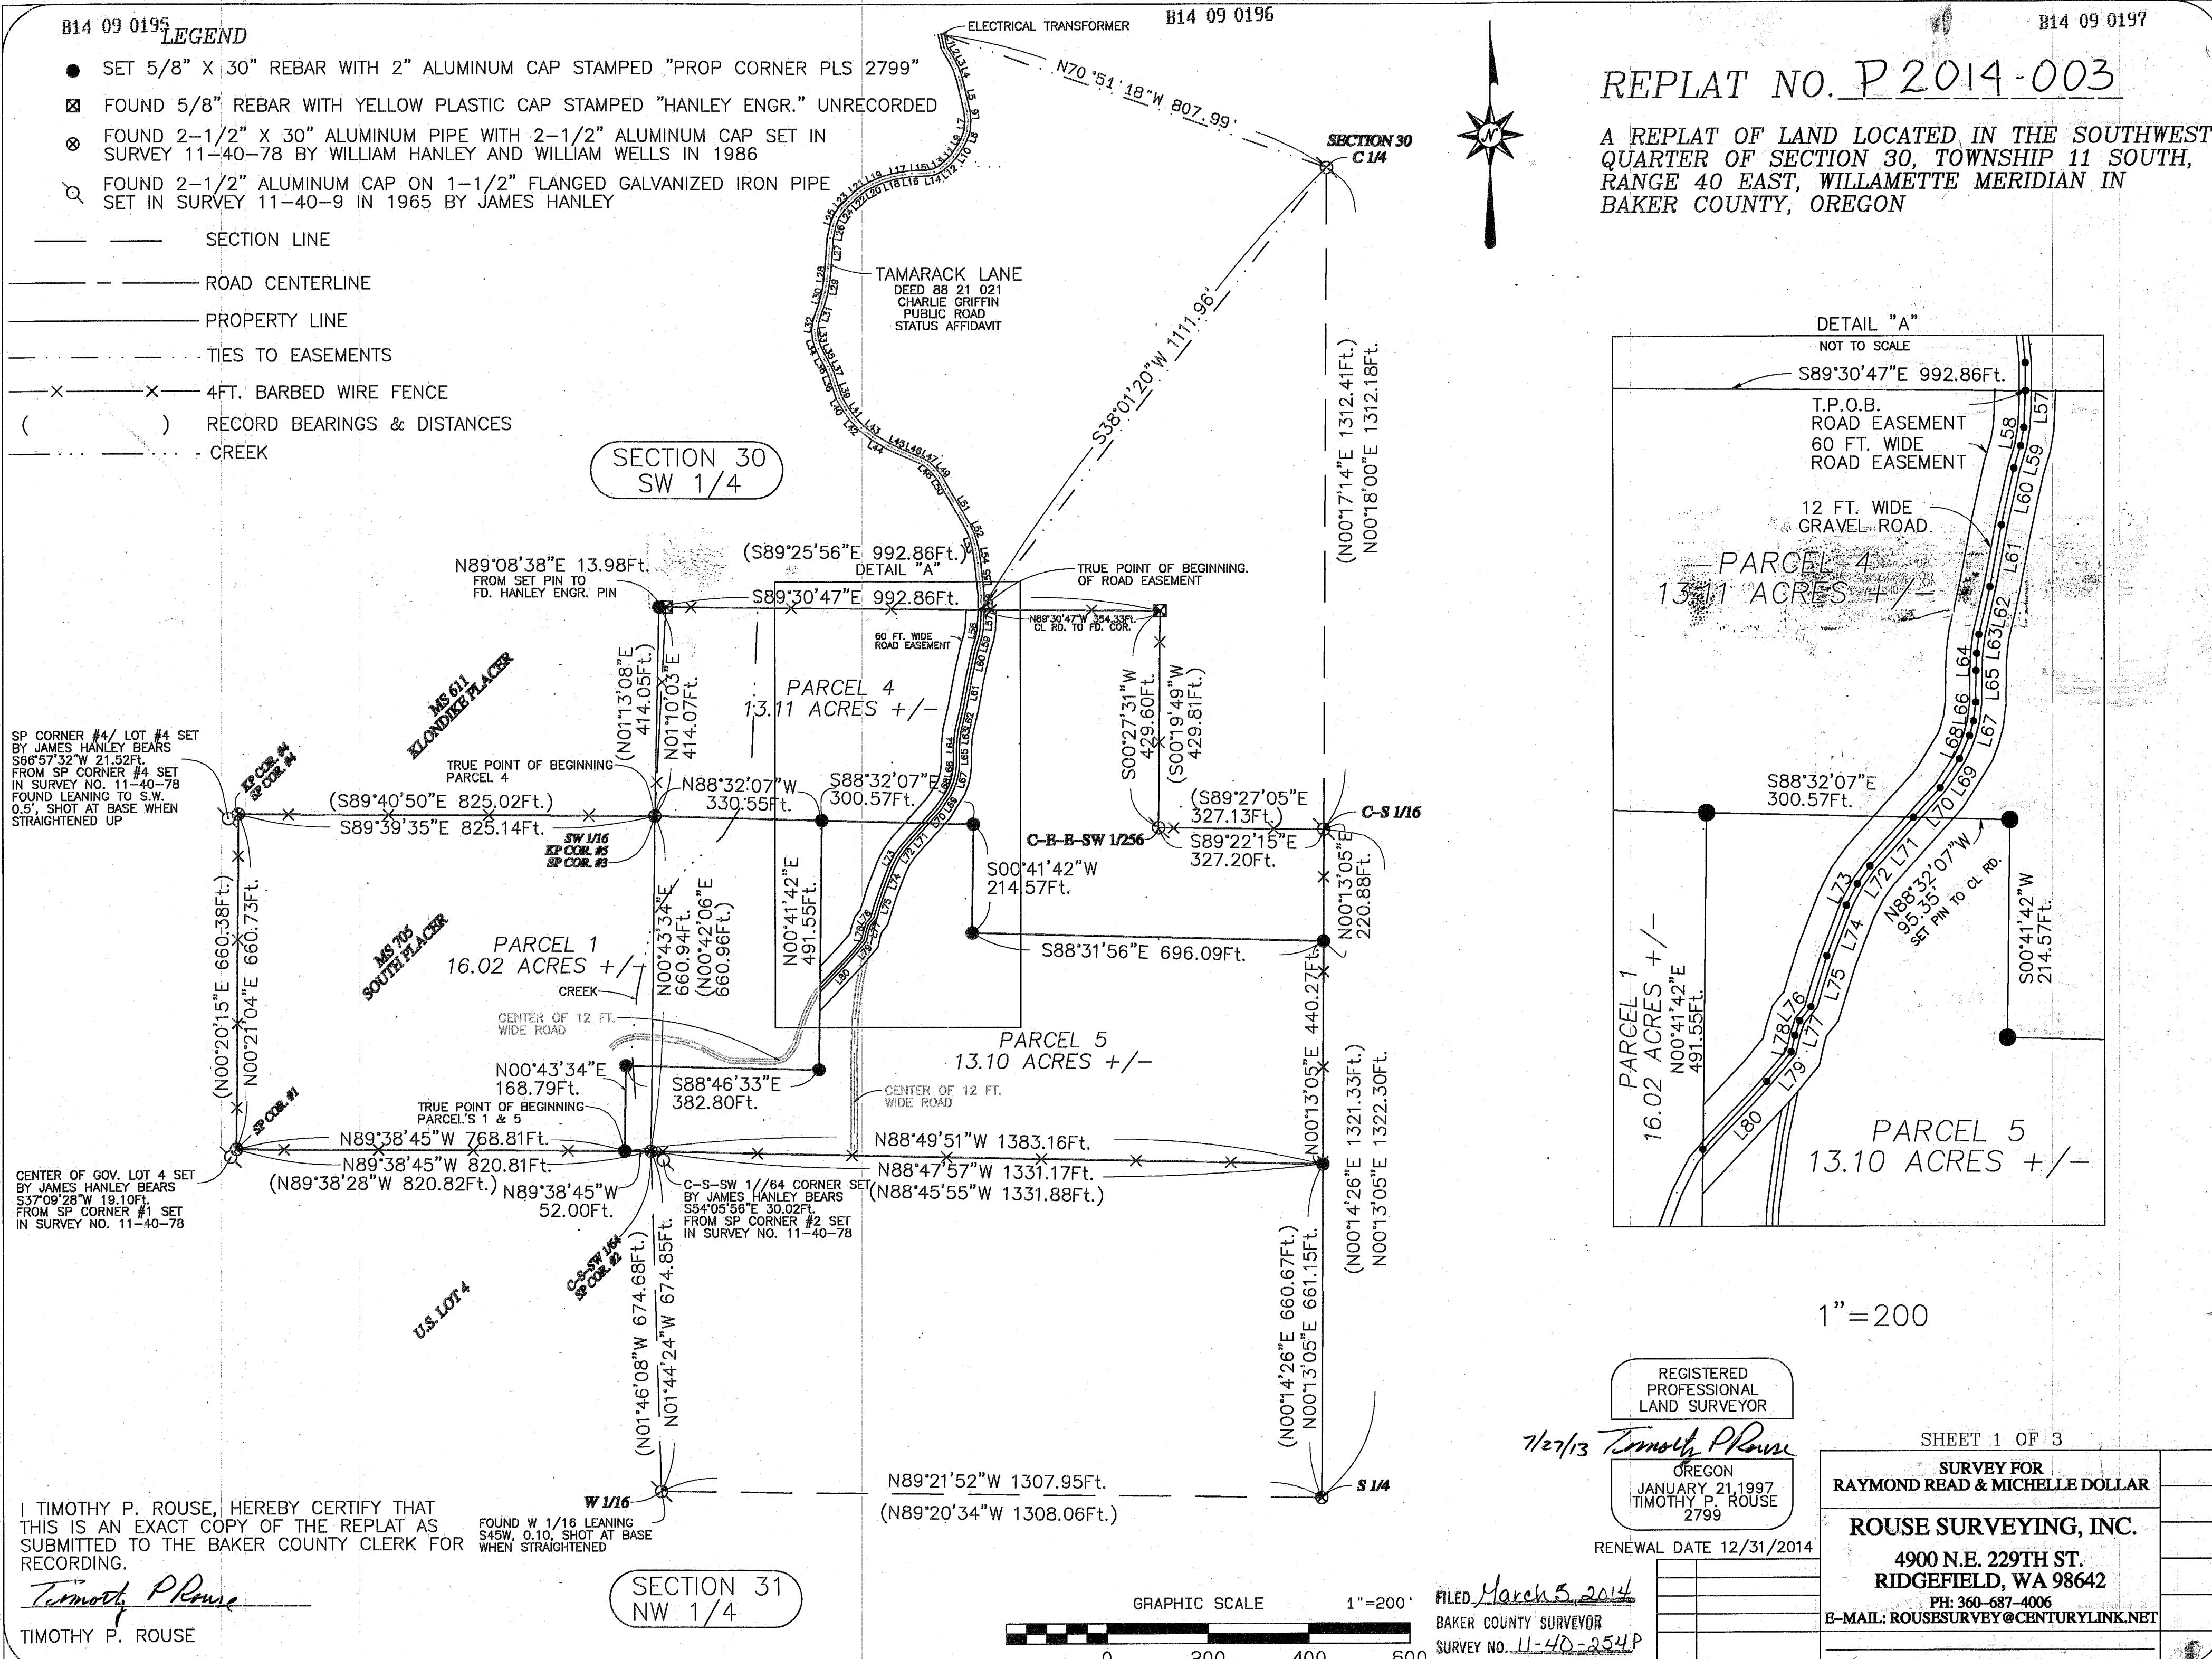 B14 09 0195
B14 09 0196
B14 09 0197
LEGEND
SET 5/8" X 30" REBAR WITH 2" ALUMINUM CAP STAMPED "PROP CORNER PLS 2799"
FOUND 5/8" REBAR WITH YELLOW PLASTIC CAP STAMPED "HANLEY ENGR." UNRECORDED
FOUND 2-1/2" X 30" ALUMINUM PIPE WITH 2-1/2" ALUMINUM CAP SET IN
SURVEY 11-40-78 BY WILLIAM HANLEY AND WILLIAM WELLS IN 1986
FOUND 2-1/2" ALUMINUM CAP ON 1-1/2" FLANGED GALVANIZED IRON PIPE
SET IN SURVEY 11-40-9 IN 1965 BY JAMES HANLEY
SECTION LINE
ROAD CENTERLINE
PROPERTY LINE
TIES TO EASEMENTS
4FT. BARBED WIRE FENCE
( ) RECORD BEARINGS & DISTANCES
CREEK
ELECTRICAL TRANSFORMER
N70°51'18"W 807.99'
SECTION 30
C 1/4
TAMARACK LANE
DEED 88 21 021
CHARLIE GRIFFIN
PUBLIC ROAD
STATUS AFFIDAVIT
S38°01'20"W 1111.96'
(N00°17'14"E 1312.41Ft.)
N00°18'00"E 1312.18Ft.
REPLAT NO. P2014-003
A REPLAT OF LAND LOCATED IN THE SOUTHWEST
QUARTER OF SECTION 30, TOWNSHIP 11 SOUTH,
RANGE 40 EAST, WILLAMETTE MERIDIAN IN
BAKER COUNTY, OREGON
N
SECTION 30
SW 1/4
N89°08'38"E 13.98Ft.
FROM SET PIN TO
FD. HANLEY ENGR. PIN
(S89°25'56"E 992.86Ft.)
DETAIL "A"
S89°30'47"E 992.86Ft.
TRUE POINT OF BEGINNING.
OF ROAD EASEMENT
N89°30'47"W 354.33Ft.
CL RD. TO FD. COR.
60 FT. WIDE
ROAD EASEMENT
MS 611
KLONDIKE PLACER
(N01°13'08"E
414.05Ft.)
N01°10'03"E
414.07Ft.
PARCEL 4
13.11 ACRES +/-
S00°27'31"W
429.60Ft.
(S00°19'49"W
429.81Ft.)
SP CORNER #4/ LOT #4 SET
BY JAMES HANLEY BEARS
S66°57'32"W 21.52Ft.
FROM SP CORNER #4 SET
IN SURVEY NO. 11-40-78
FOUND LEANING TO S.W.
0.5', SHOT AT BASE WHEN
STRAIGHTENED UP
KP COR. #4
SP COR. #4
TRUE POINT OF BEGINNING
PARCEL 4
(S89°40'50"E 825.02Ft.)
S89°39'35"E 825.14Ft.
SW 1/16
KP COR. #5
SP COR. #3
N88°32'07"W
330.55Ft.
S88°32'07"E
300.57Ft.
(S89°27'05"E
327.13Ft.)
S89°22'15"E
327.20Ft.
C-E-E-SW 1/256
C-S 1/16
S00°41'42"W
214.57Ft.
N00°13'05"E
220.88Ft.
S88°31'56"E 696.09Ft.
(N00°20'15"E 660.38Ft.)
N00°21'04"E 660.73Ft.
MS 705
SOUTH PLACER
PARCEL 1
16.02 ACRES +/-
CREEK
N00°43'34"E
660.94Ft.
(N00°42'06"E
660.96Ft.)
N00°41'42"E
491.55Ft.
CENTER OF 12 FT.
WIDE ROAD
PARCEL 5
13.10 ACRES +/-
CENTER OF 12 FT.
WIDE ROAD
N00°43'34"E
168.79Ft.
S88°46'33"E
382.80Ft.
TRUE POINT OF BEGINNING
PARCEL'S 1 & 5
SP COR. #1
N00°13'05"E 440.27Ft.
(N00°14'26"E 1321.33Ft.)
N00°13'05"E 1322.30Ft.
N89°38'45"W 768.81Ft.
N89°38'45"W 820.81Ft.
(N89°38'28"W 820.82Ft.)
N89°38'45"W
52.00Ft.
N88°49'51"W 1383.16Ft.
N88°47'57"W 1331.17Ft.
(N88°45'55"W 1331.88Ft.)
CENTER OF GOV. LOT 4 SET
BY JAMES HANLEY BEARS
S37°09'28"W 19.10Ft.
FROM SP CORNER #1 SET
IN SURVEY NO. 11-40-78
C-S-SW 1//64 CORNER SET
BY JAMES HANLEY BEARS
S54°05'56"E 30.02Ft.
FROM SP CORNER #2 SET
IN SURVEY NO. 11-40-78
C-S-SW 1/64
SP COR. #2
U.S. LOT 4
(N01°46'08"W 674.68Ft.)
N01°44'24"W 674.85Ft.
(N00°14'26"E 660.67Ft.)
N00°13'05"E 661.15Ft.
W 1/16
FOUND W 1/16 LEANING
S45W, 0.10, SHOT AT BASE
WHEN STRAIGHTENED
N89°21'52"W 1307.95Ft.
(N89°20'34"W 1308.06Ft.)
S 1/4
I TIMOTHY P. ROUSE, HEREBY CERTIFY THAT
THIS IS AN EXACT COPY OF THE REPLAT AS
SUBMITTED TO THE BAKER COUNTY CLERK FOR
RECORDING.
Timothy P Rouse
TIMOTHY P. ROUSE
SECTION 31
NW 1/4
GRAPHIC SCALE 1"=200'
0 200 400 600
DETAIL "A"
NOT TO SCALE
S89°30'47"E 992.86Ft.
T.P.O.B.
ROAD EASEMENT
60 FT. WIDE
ROAD EASEMENT
12 FT. WIDE
GRAVEL ROAD
PARCEL 4
13.11 ACRES +/-
L57
L58
L59
L60
L61
L62
L63
L64
L65
L66
L67
L68
L69
L70
L71
L72
L73
L74
L75
L76
L77
L78
L79
L80
S88°32'07"E
300.57Ft.
N88°32'07"W
95.35'
SET PIN TO CL RD.
S00°41'42"W
214.57Ft.
PARCEL 1
16.02 ACRES +/-
N00°41'42"E
491.55Ft.
PARCEL 5
13.10 ACRES +/-
1"=200
REGISTERED
PROFESSIONAL
LAND SURVEYOR
7/27/13 Timothy P Rouse
OREGON
JANUARY 21,1997
TIMOTHY P. ROUSE
2799
RENEWAL DATE 12/31/2014
SHEET 1 OF 3
SURVEY FOR
RAYMOND READ & MICHELLE DOLLAR
ROUSE SURVEYING, INC.
4900 N.E. 229TH ST.
RIDGEFIELD, WA 98642
PH: 360-687-4006
E-MAIL: ROUSESURVEY@CENTURYLINK.NET
FILED March 5, 2014
BAKER COUNTY SURVEYOR
SURVEY NO. 11-40-254P